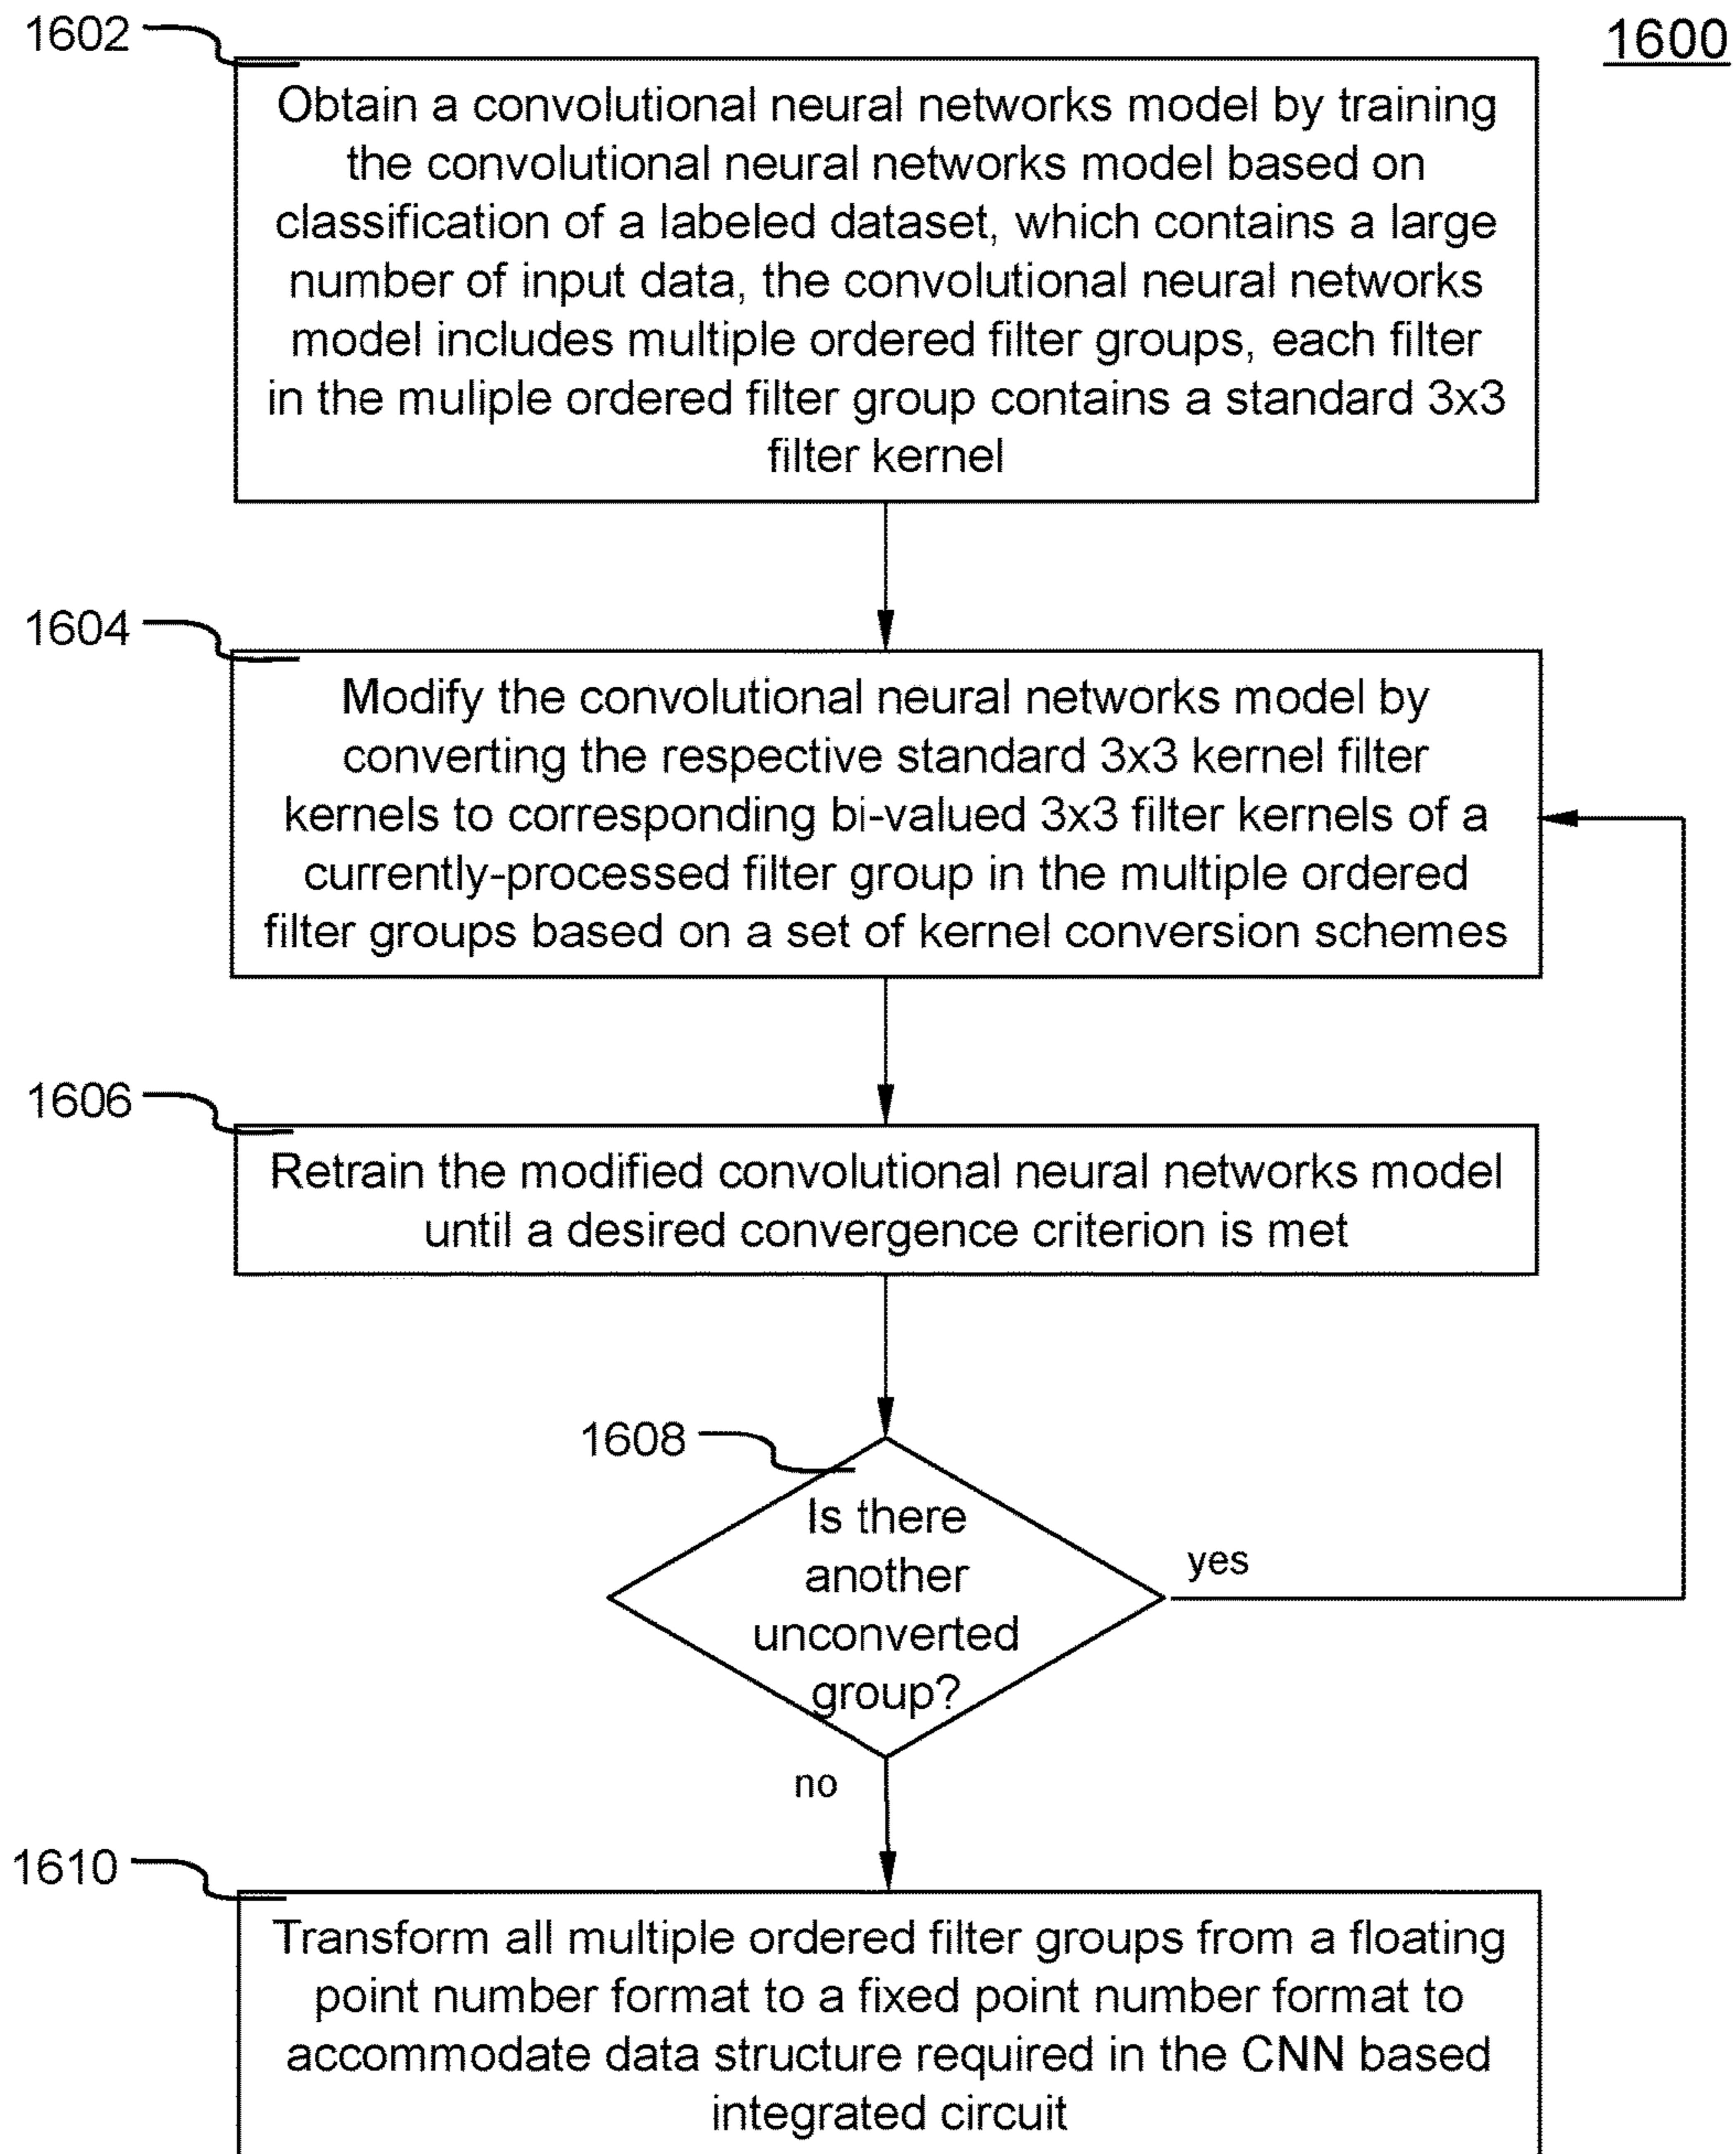 1602
1600
Obtain a convolutional neural networks model by training
the convolutional neural networks model based on
classification of a labeled dataset, which contains a large
number of input data, the convolutional neural networks
model includes multiple ordered filter groups, each filter
in the muliple ordered filter group contains a standard 3x3
filter kernel
1604
Modify the convolutional neural networks model by
converting the respective standard 3x3 kernel filter
kernels to corresponding bi-valued 3x3 filter kernels of a
currently-processed filter group in the multiple ordered
filter groups based on a set of kernel conversion schemes
1606
Retrain the modified convolutional neural networks model
until a desired convergence criterion is met
1608
Is there
another
unconverted
group?
yes
no
1610
Transform all multiple ordered filter groups from a floating
point number format to a fixed point number format to
accommodate data structure required in the CNN based
integrated circuit